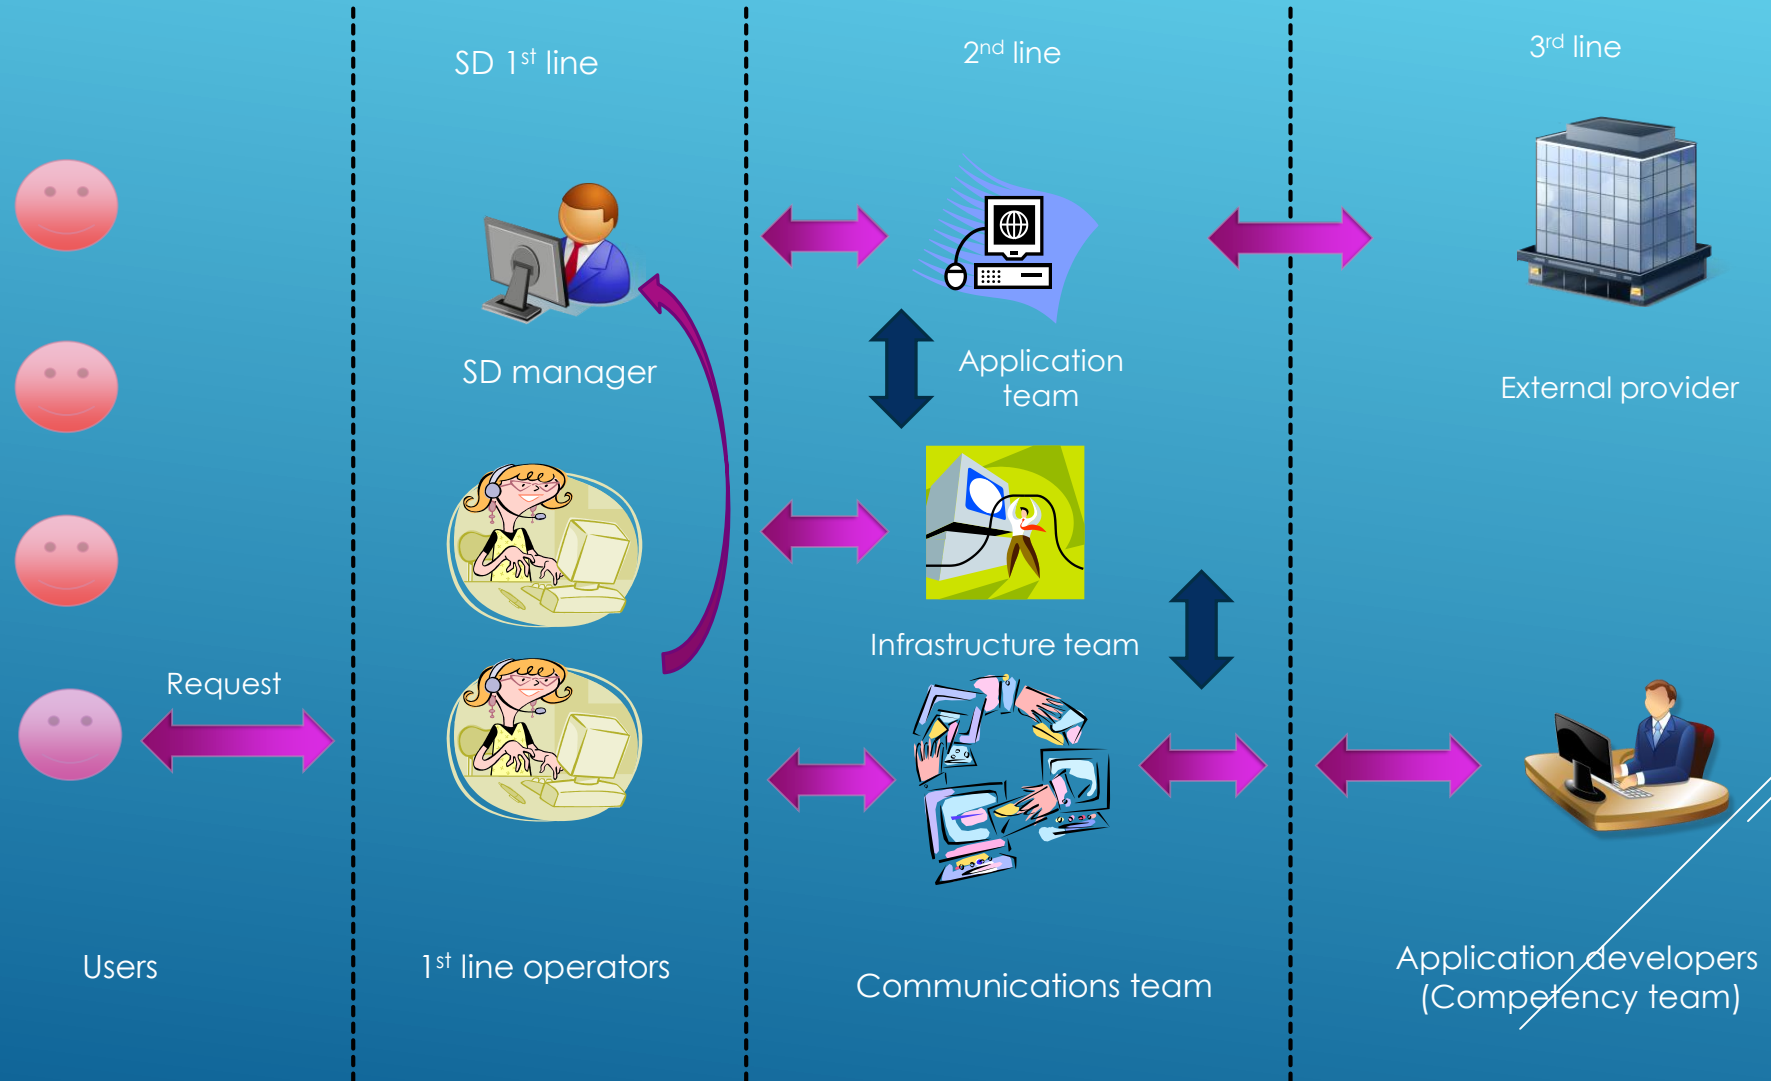 SD 1st line
2nd line
3rd line
SD manager
Application
team
External provider
Infrastructure team
Request
Users
1st line operators
Communications team
Application developers
(Competency team)